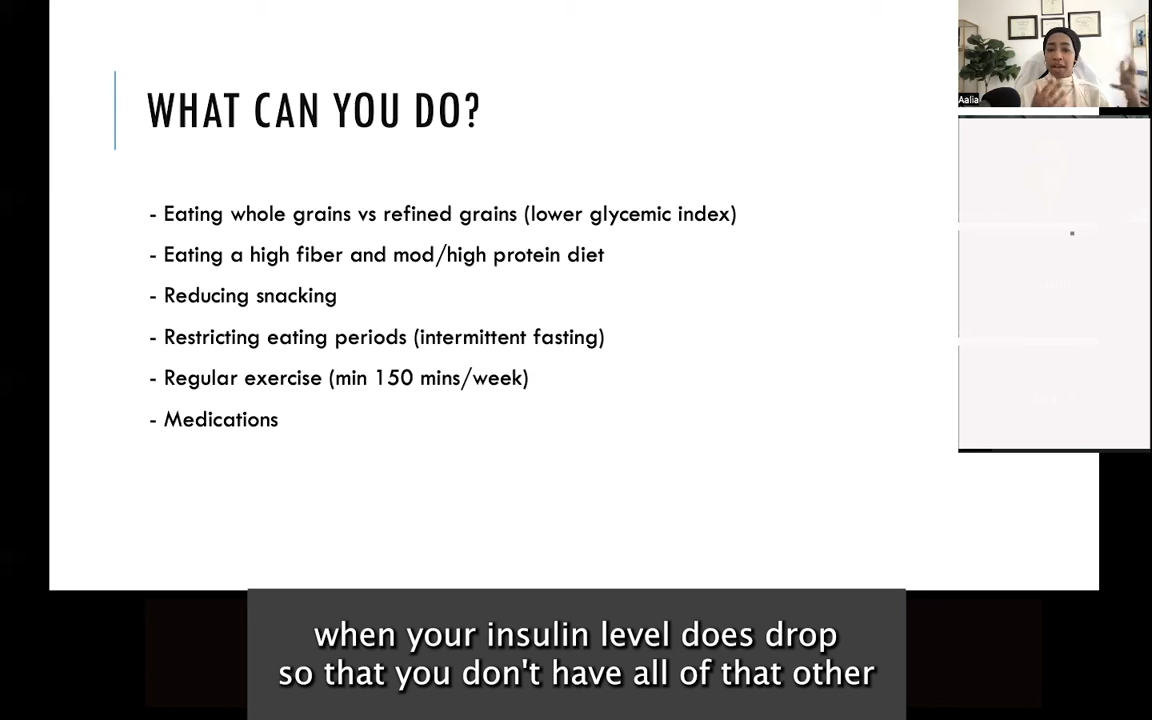 WHAT CAN YOU DO?
- Eating whole grains vs refined grains (lower glycemic index)
- Eating a high fiber and mod/high protein diet
- Reducing snacking
- Restricting eating periods (intermittent fasting)
- Regular exercise (min 150 mins/week)
- Medications
Aalia
when your insulin level does drop
so that you don't have all of that other